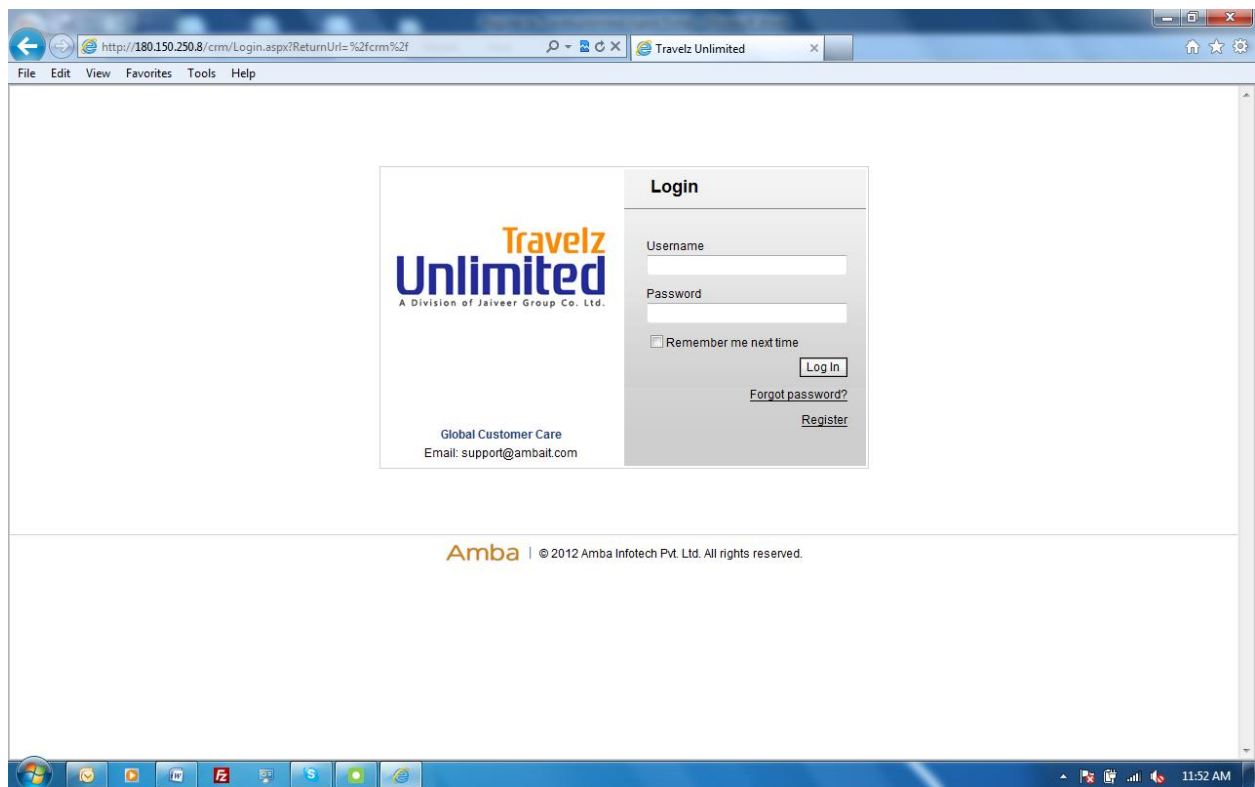 http://180.150.250.8/crm/Login.aspx?ReturnUrl=%2fcrm%2f
Travelz Unlimited
File Edit View Favorites Tools Help
Login
Travelz
Unlimited
A Division of Jaiveer Group Co. Ltd.
Username
Password
Remember me next time
Log In
Forgot password?
Register
Global Customer Care
Email: support@ambait.com
Amba | © 2012 Amba Infotech Pvt. Ltd. All rights reserved.
11:52 AM